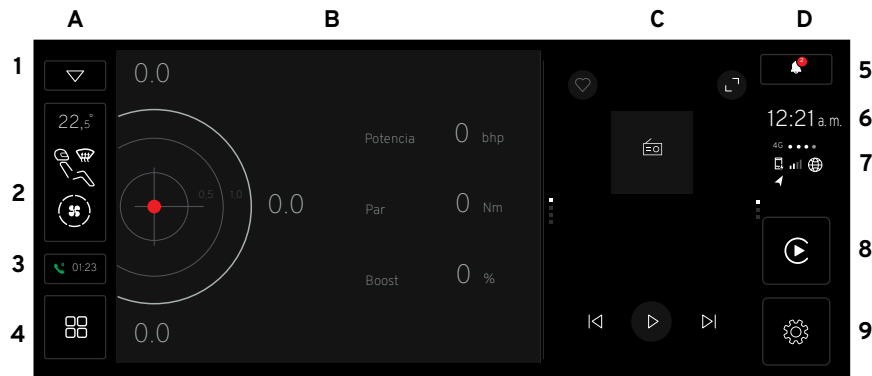 A B C D
1 0.0 5
22,5° 12:21 a. m. 6
Potencia 0 bhp
4G 7
2 0.5 1.0 0.0 Par 0 Nm
3 01:23 8
Boost 0 %
4 0.0 9
2